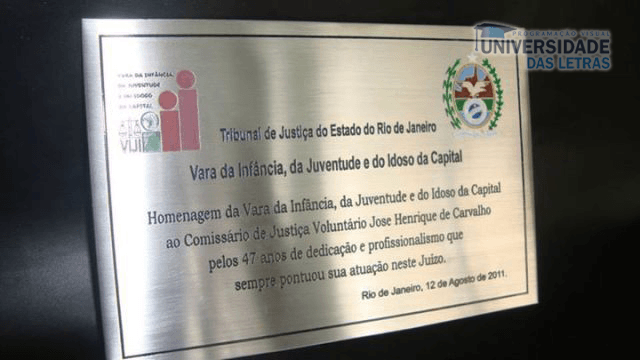 PROGRAMAÇÃO VISUAL
UNIVERSIDADE
DAS LETRAS
VARA DA INFÂNCIA,
DA JUVENTUDE
E DO IDOSO
DA CAPITAL
VIJI
Tribunal de Justiça do Estado do Rio de Janeiro
Vara da Infância, da Juventude e do Idoso da Capital
Homenagem da Vara da Infância, da Juventude e do Idoso da Capital
ao Comissário de Justiça Voluntário Jose Henrique de Carvalho
pelos 47 anos de dedicação e profissionalismo que
sempre pontuou sua atuação neste Juizo.
Rio de Janeiro, 12 de Agosto de 2011.